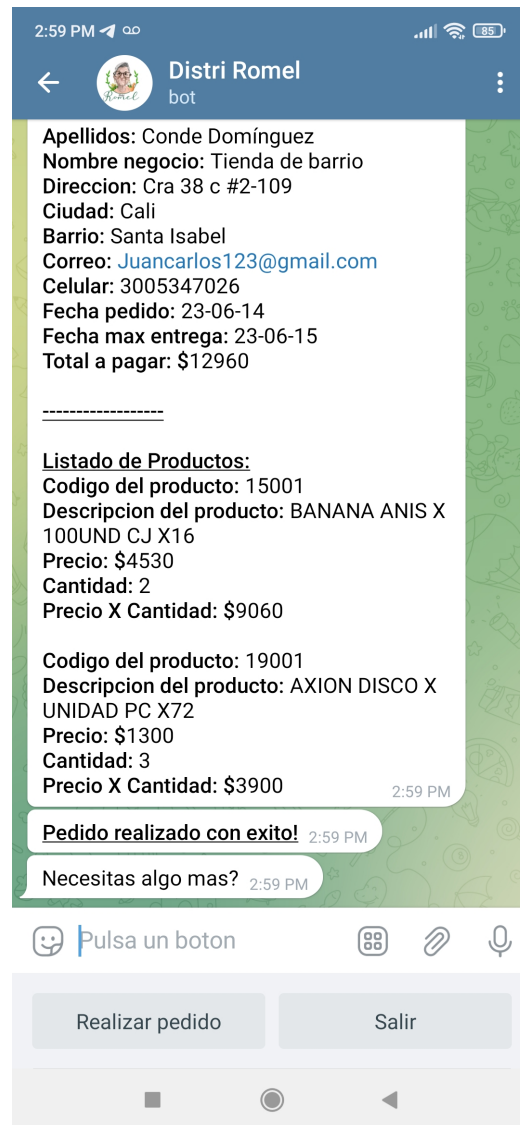 2:59 PM
85
Distri Romel
Romel
bot
Apellidos: Conde Domínguez
Nombre negocio: Tienda de barrio
Direccion: Cra 38 c #2-109
Ciudad: Cali
Barrio: Santa Isabel
Correo: Juancarlos123@gmail.com
Celular: 3005347026
Fecha pedido: 23-06-14
Fecha max entrega: 23-06-15
Total a pagar: $12960
------------------
Listado de Productos:
Codigo del producto: 15001
Descripcion del producto: BANANA ANIS X
100UND CJ X16
Precio: $4530
Cantidad: 2
Precio X Cantidad: $9060
Codigo del producto: 19001
Descripcion del producto: AXION DISCO X
UNIDAD PC X72
Precio: $1300
Cantidad: 3
Precio X Cantidad: $3900
2:59 PM
Pedido realizado con exito! 2:59 PM
Necesitas algo mas? 2:59 PM
Pulsa un boton
Realizar pedido
Salir